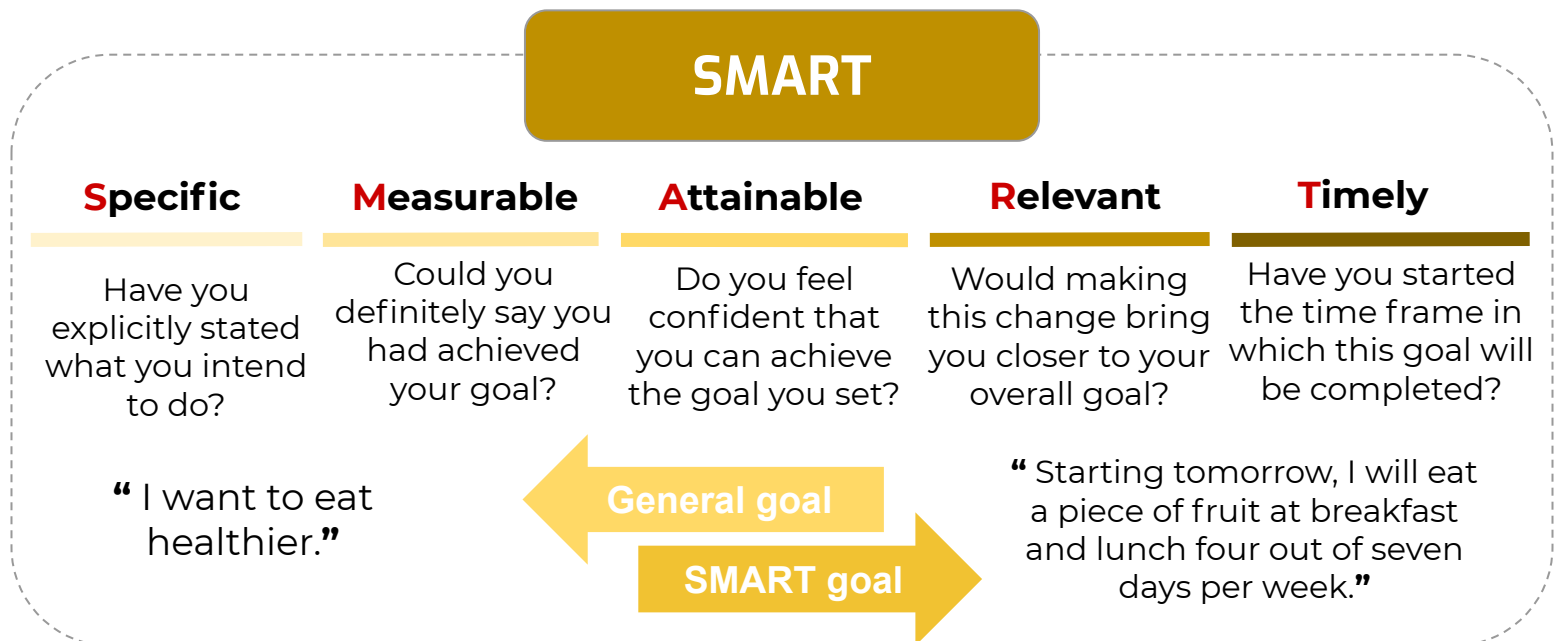 SMART
Specific
Have you
explicitly stated
what you intend
to do?
Measurable
Could you
definitely say you
had achieved
your goal?
Attainable
Do you feel
confident that
you can achieve
the goal you set?
Relevant
Would making
this change bring
you closer to your
overall goal?
Timely
Have you started
the time frame in
which this goal will
be completed?
“ I want to eat
healthier.”
General goal
SMART goal
“ Starting tomorrow, I will eat
a piece of fruit at breakfast
and lunch four out of seven
days per week.”